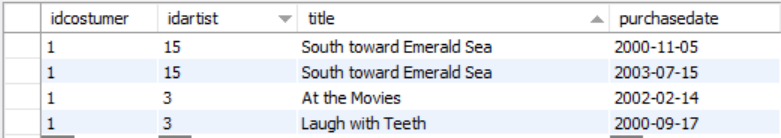 idcostumer idartist title purchasedate
1 15 South toward Emerald Sea 2000-11-05
1 15 South toward Emerald Sea 2003-07-15
1 3 At the Movies 2002-02-14
1 3 Laugh with Teeth 2000-09-17